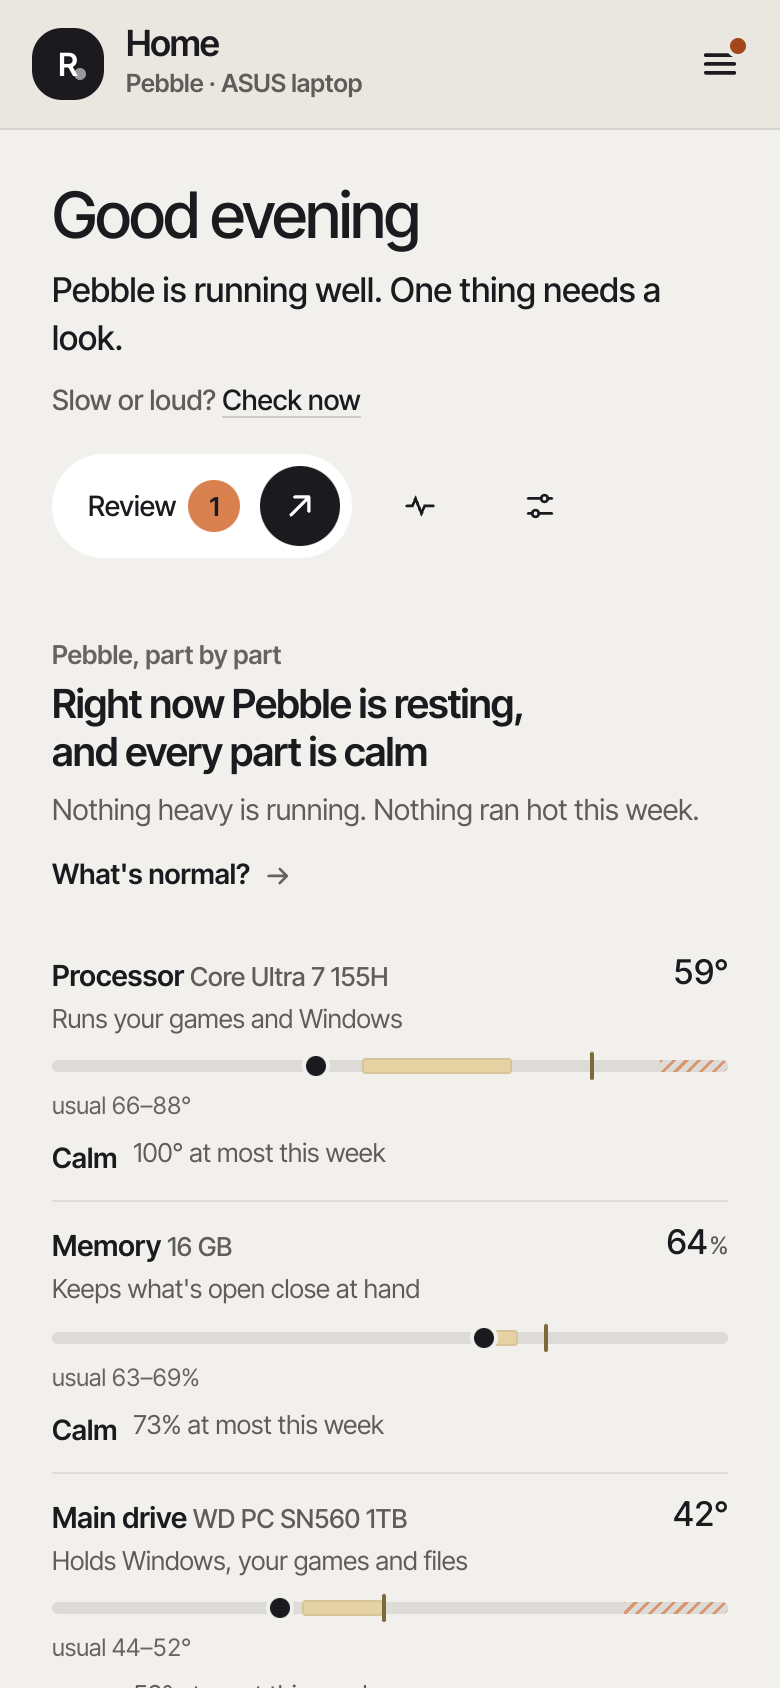 R
Home
Pebble · ASUS laptop
Good evening
Pebble is running well. One thing needs a
look.
Slow or loud? Check now
Review 1
Pebble, part by part
Right now Pebble is resting,
and every part is calm
Nothing heavy is running. Nothing ran hot this week.
What's normal? →
Processor Core Ultra 7 155H 59°
Runs your games and Windows
usual 66–88°
Calm 100° at most this week
Memory 16 GB 64%
Keeps what's open close at hand
usual 63–69%
Calm 73% at most this week
Main drive WD PC SN560 1TB 42°
Holds Windows, your games and files
usual 44–52°